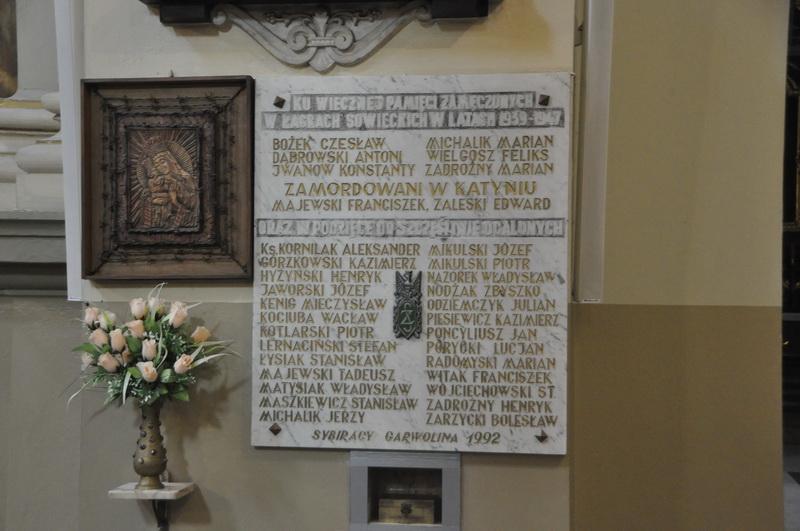 KU WIECZNEJ PAMIĘCI ZAMĘCZONYCH
W ŁAGRACH SOWIECKICH W LATACH 1939-1947
BOŻEK CZESŁAW
DĄBROWSKI ANTONI
JWANOW KONSTANTY
MICHALIK MARIAN
WIELGOSZ FELIKS
ZADROŻNY MARIAN
ZAMORDOWANI W KATYNIU
MAJEWSKI FRANCISZEK, ZALESKI EDWARD
ORAZ W PODZIĘCE DO SZCZĘŚLIWIE OCALONYCH
KS. KORNILAK ALEKSANDER
GÓRZKOWSKI KAZIMIERZ
HYŻYŃSKI HENRYK
JAWORSKI JÓZEF
KENIG MIECZYSŁAW
KOCIUBA WACŁAW
KOTLARSKI PIOTR
LERNACIŃSKI STEFAN
ŁYSIAK STANISŁAW
MAJEWSKI TADEUSZ
MATYSIAK WŁADYSŁAW
MASZKIEWICZ STANISŁAW
MICHALIK JERZY
MIKULSKI JÓZEF
MIKULSKI PIOTR
NAZOREK WŁADYSŁAW
NODZAK ZBYSZKO
ODZIEMCZYK JULIAN
PIESIEWICZ KAZIMIERZ
PONCYLIUSZ JAN
PORYCKI LUCJAN
RADOMYSKI MARIAN
WITAK FRANCISZEK
WOJCIECHOWSKI ST.
ZADROŻNY HENRYK
ZARZYCKI BOLESŁAW
SYBIRACY GARWOLINA 1992